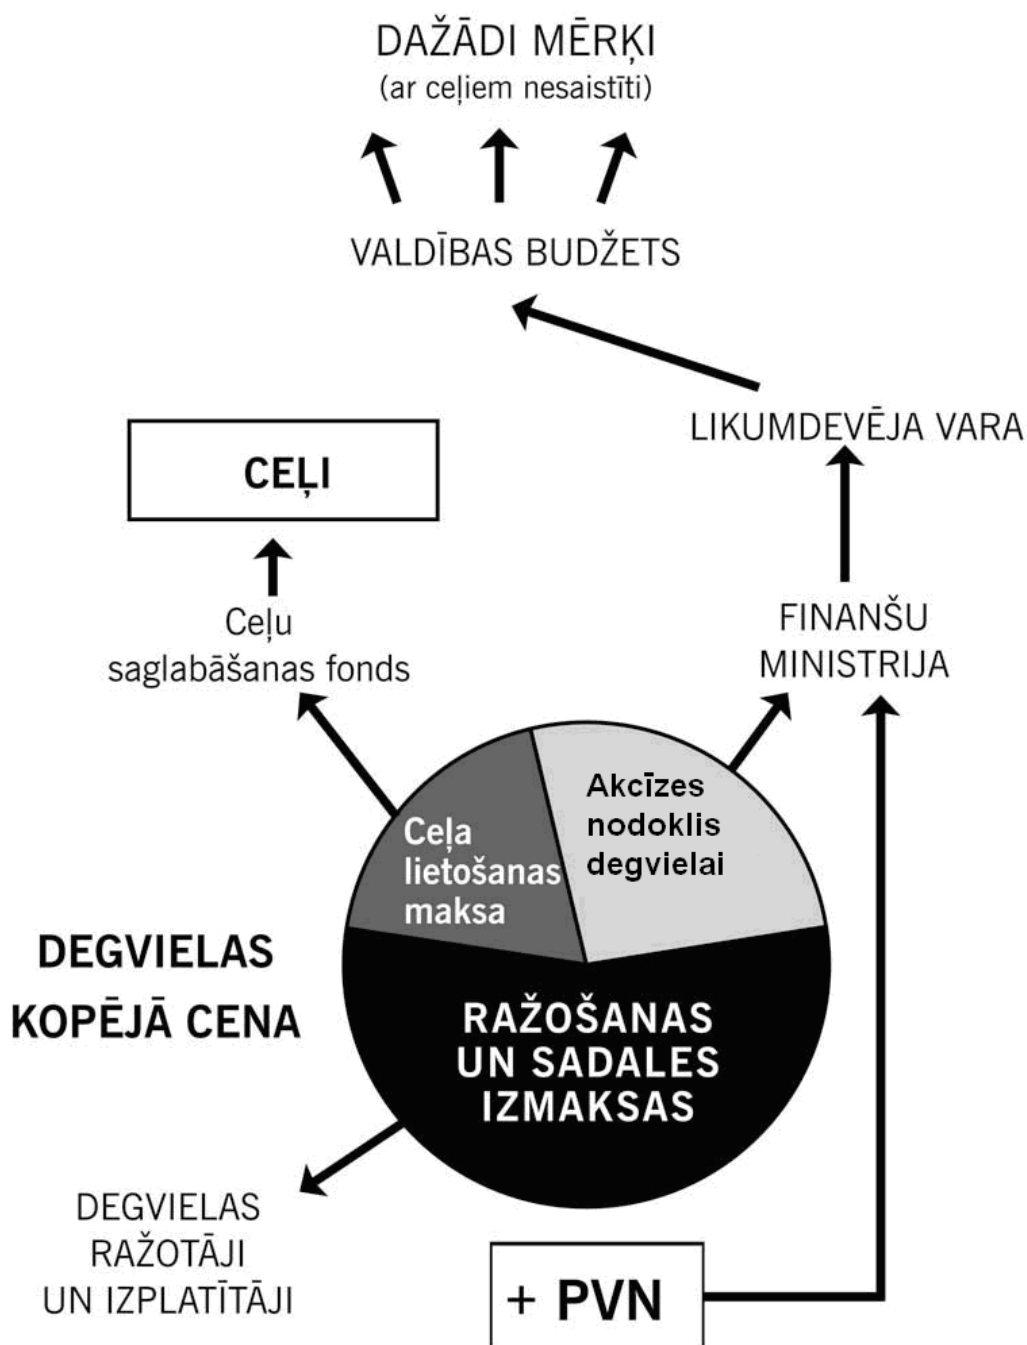 DAŽĀDI MĒRĶI
(ar ceļiem nesaistīti)
VALDĪBAS BUDŽETS
LIKUMDEVĒJA VARA
CEĻI
Ceļu
saglabāšanas fonds
FINANŠU
MINISTRIJA
Ceļa
lietošanas
maksa
Akcīzes
nodoklis
degvielai
DEGVIELAS
KOPĒJĀ CENA
RAŽOŠANAS
UN SADALES
IZMAKSAS
DEGVIELAS
RAŽOTĀJI
UN IZPLATĪTĀJI
+ PVN